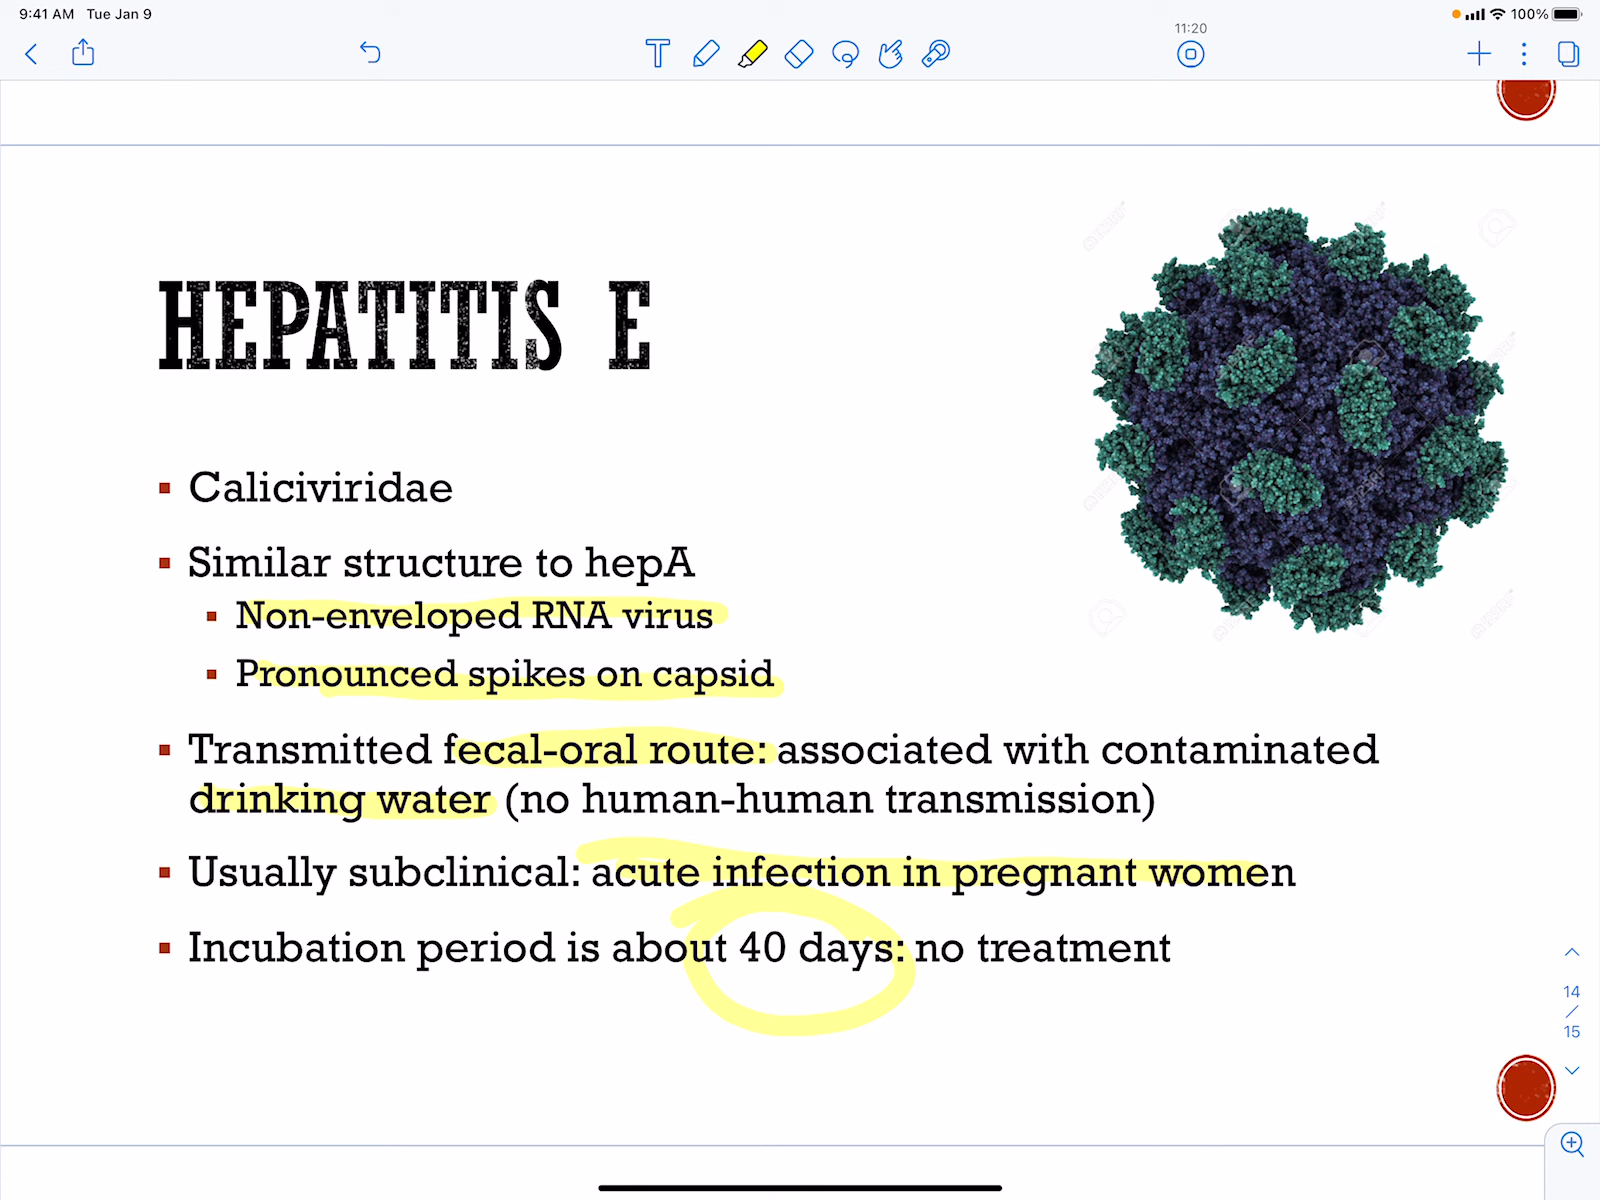 9:41 AM Tue Jan 9
100%
11:20
HEPATITIS E
Caliciviridae
Similar structure to hepA
Non-enveloped RNA virus
Pronounced spikes on capsid
Transmitted fecal-oral route: associated with contaminated
drinking water (no human-human transmission)
Usually subclinical: acute infection in pregnant women
Incubation period is about 40 days: no treatment
14
/
15